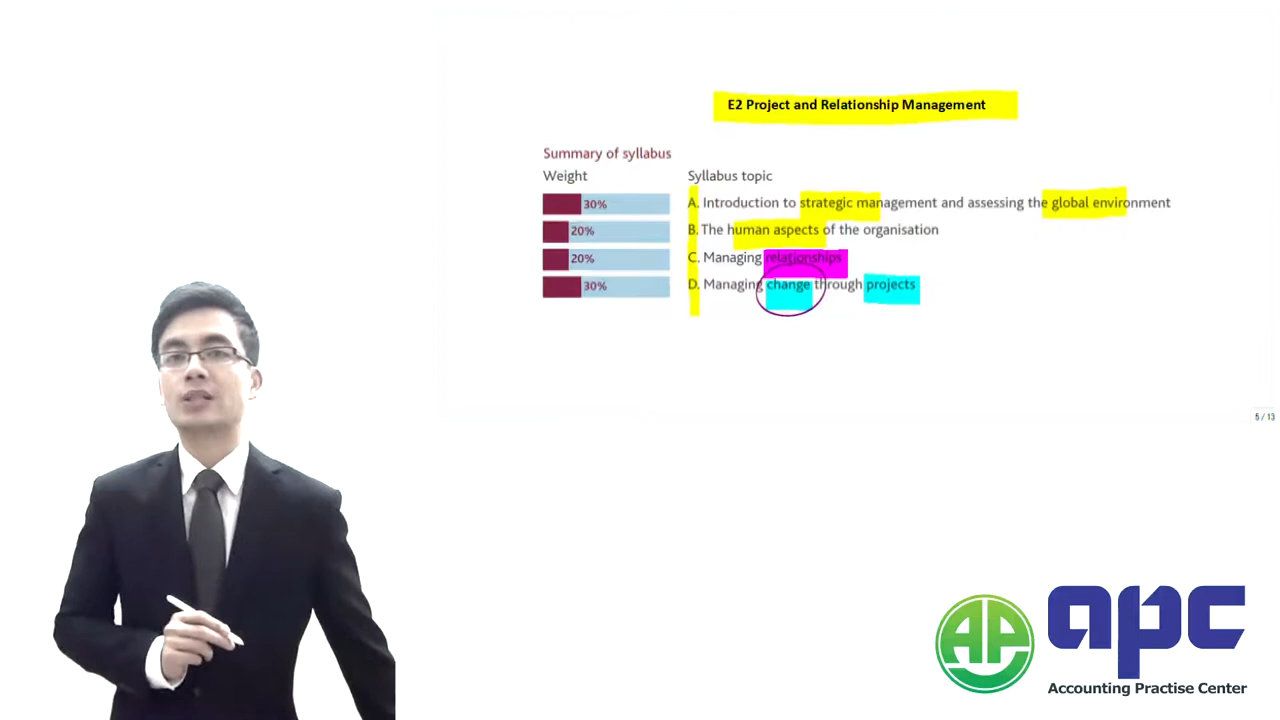 E2 Project and Relationship Management
Summary of syllabus
Weight Syllabus topic
30% A. Introduction to strategic management and assessing the global environment
20% B. The human aspects of the organisation
20% C. Managing relationships
30% D. Managing change through projects
5 / 13
AP
apc
Accounting Practise Center